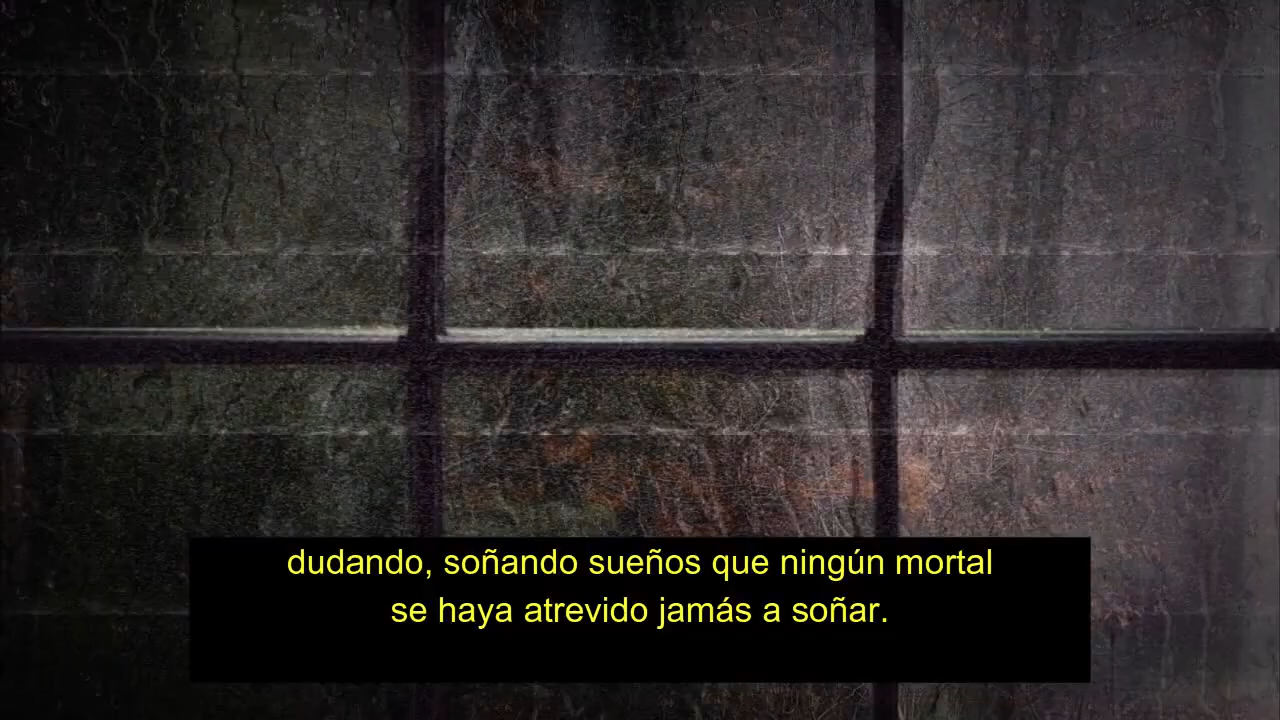 dudando, soñando sueños que ningún mortal
se haya atrevido jamás a soñar.